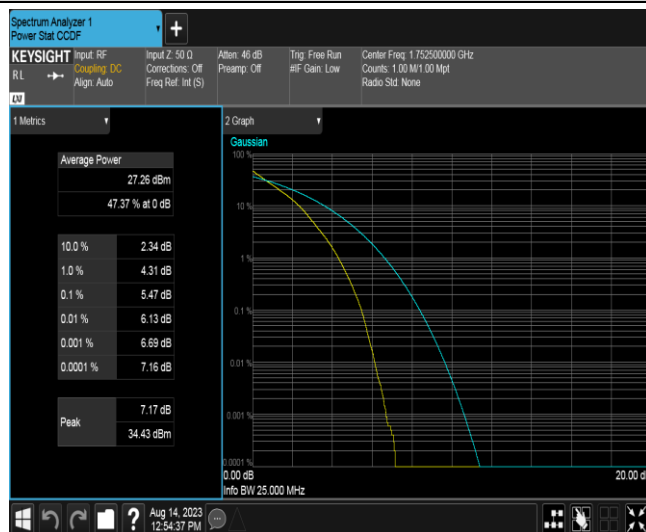 Spectrum Analyzer 1
Power Stat CCDF
+
KEYSIGHT
RL
LXI
Input: RF
Coupling: DC
Align: Auto
Input Z: 50 Ω
Corrections: Off
Freq Ref: Int (S)
Atten: 46 dB
Preamp: Off
Trig: Free Run
#IF Gain: Low
Center Freq: 1.752500000 GHz
Counts: 1.00 M/1.00 Mpt
Radio Std: None
1 Metrics
Average Power
27.26 dBm
47.37 % at 0 dB
10.0 % 2.34 dB
1.0 % 4.31 dB
0.1 % 5.47 dB
0.01 % 6.13 dB
0.001 % 6.69 dB
0.0001 % 7.16 dB
Peak
7.17 dB
34.43 dBm
2 Graph
Gaussian
100 %
10 %
1 %
0.1 %
0.01 %
0.001 %
0.0001 %
0.00 dB
20.00 d
Info BW 25.000 MHz
?
Aug 14, 2023
12:54:37 PM